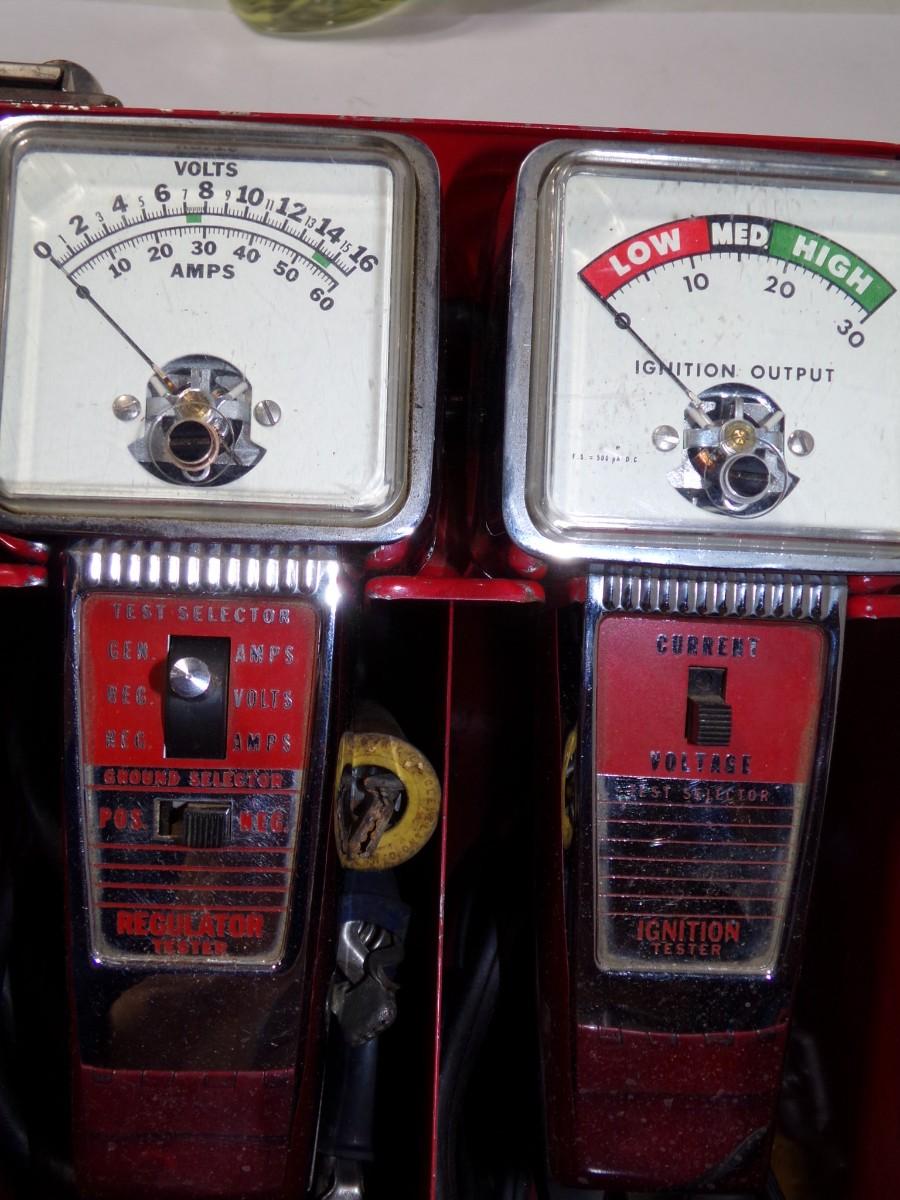 VOLTS
0 1 2 3 4 5 6 7 8 9 10 11 12 13 14 15 16
10 20 30 40 50 60
AMPS
TEST SELECTOR
GEN. AMPS
REG. VOLTS
REG. AMPS
GROUND SELECTOR
POS. NEG.
REGULATOR
TESTER
LOW MED HIGH
10 20 30
IGNITION OUTPUT
F.S. = 500 µA D.C.
CURRENT
VOLTAGE
TEST SELECTOR
IGNITION
TESTER